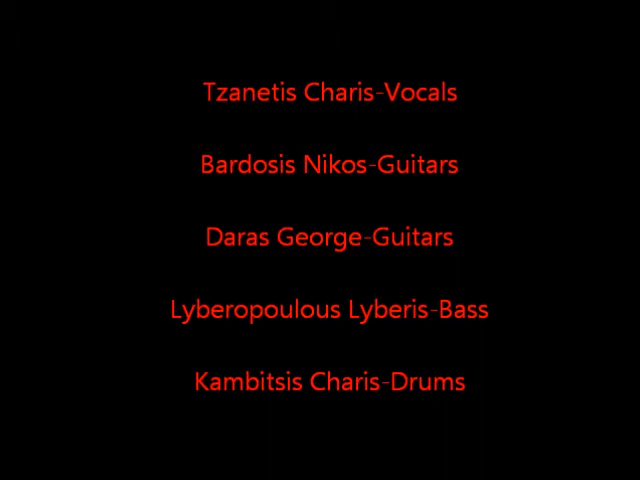 Tzanetis Charis-Vocals
Bardosis Nikos-Guitars
Daras George-Guitars
Lyberopoulous Lyberis-Bass
Kambitsis Charis-Drums